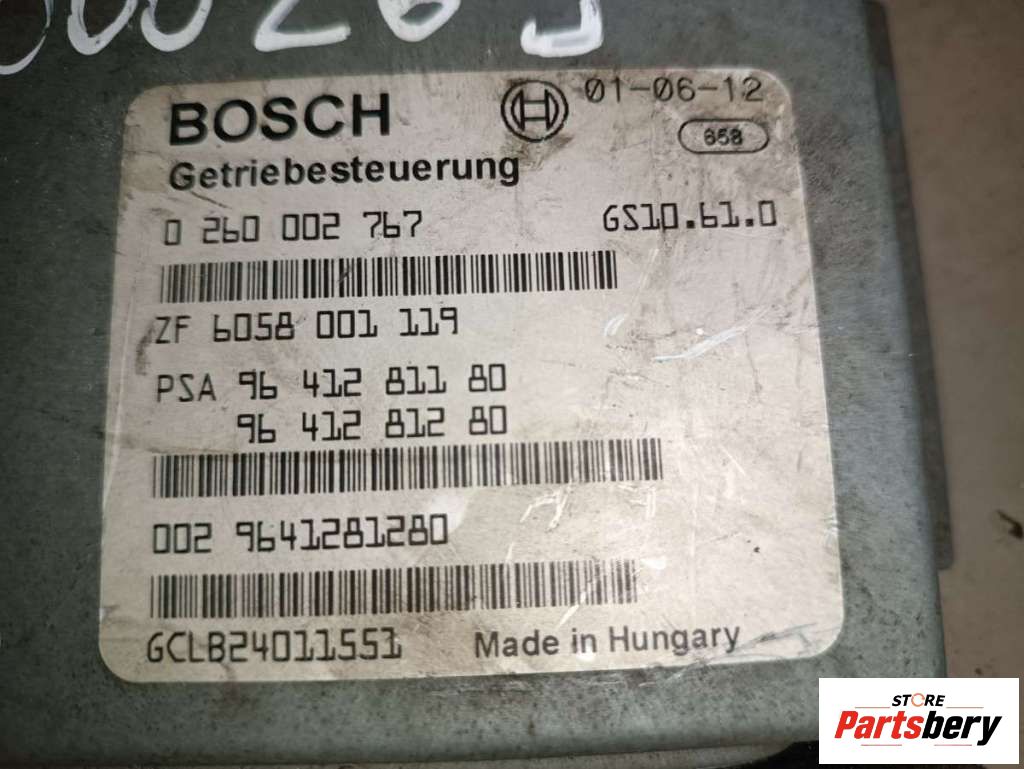 BOSCH 01-06-12
658
Getriebesteuerung
0 260 002 767 GS10.61.0
ZF 6058 001 119
PSA 96 412 811 80
96 412 812 80
002 9641281280
GCLB24011551 Made in Hungary
STORE
Partsbery